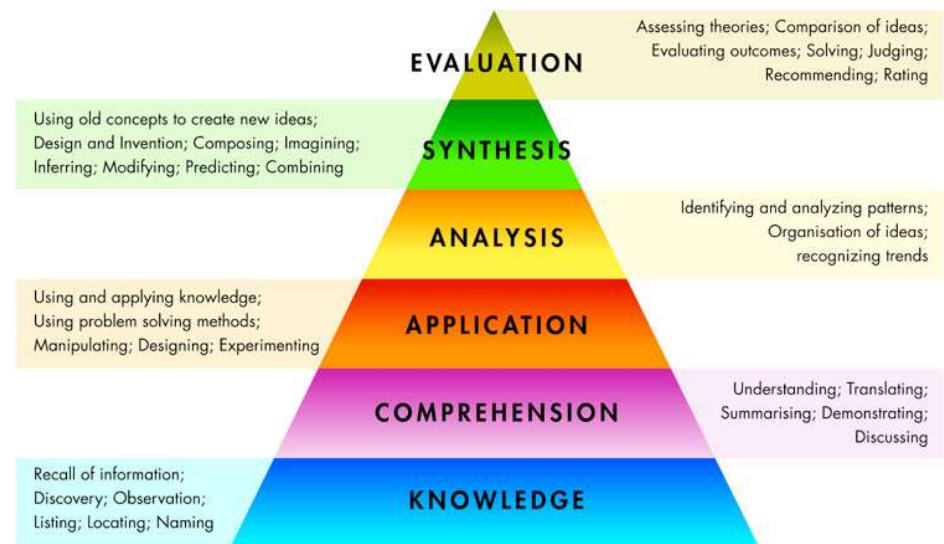 Assessing theories; Comparison of ideas;
Evaluating outcomes; Solving; Judging;
Recommending; Rating
EVALUATION
Using old concepts to create new ideas;
Design and Invention; Composing; Imagining;
Inferring; Modifying; Predicting; Combining
SYNTHESIS
Identifying and analyzing patterns;
Organisation of ideas;
recognizing trends
ANALYSIS
Using and applying knowledge;
Using problem solving methods;
Manipulating; Designing; Experimenting
APPLICATION
Understanding; Translating;
Summarising; Demonstrating;
Discussing
COMPREHENSION
Recall of information;
Discovery; Observation;
Listing; Locating; Naming
KNOWLEDGE